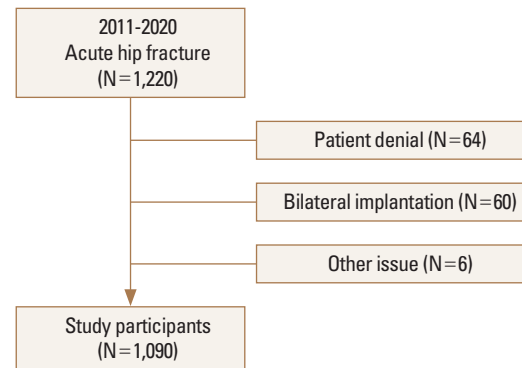 2011-2020
Acute hip fracture
(N=1,220)
Patient denial (N=64)
Bilateral implantation (N=60)
Other issue (N=6)
Study participants
(N=1,090)